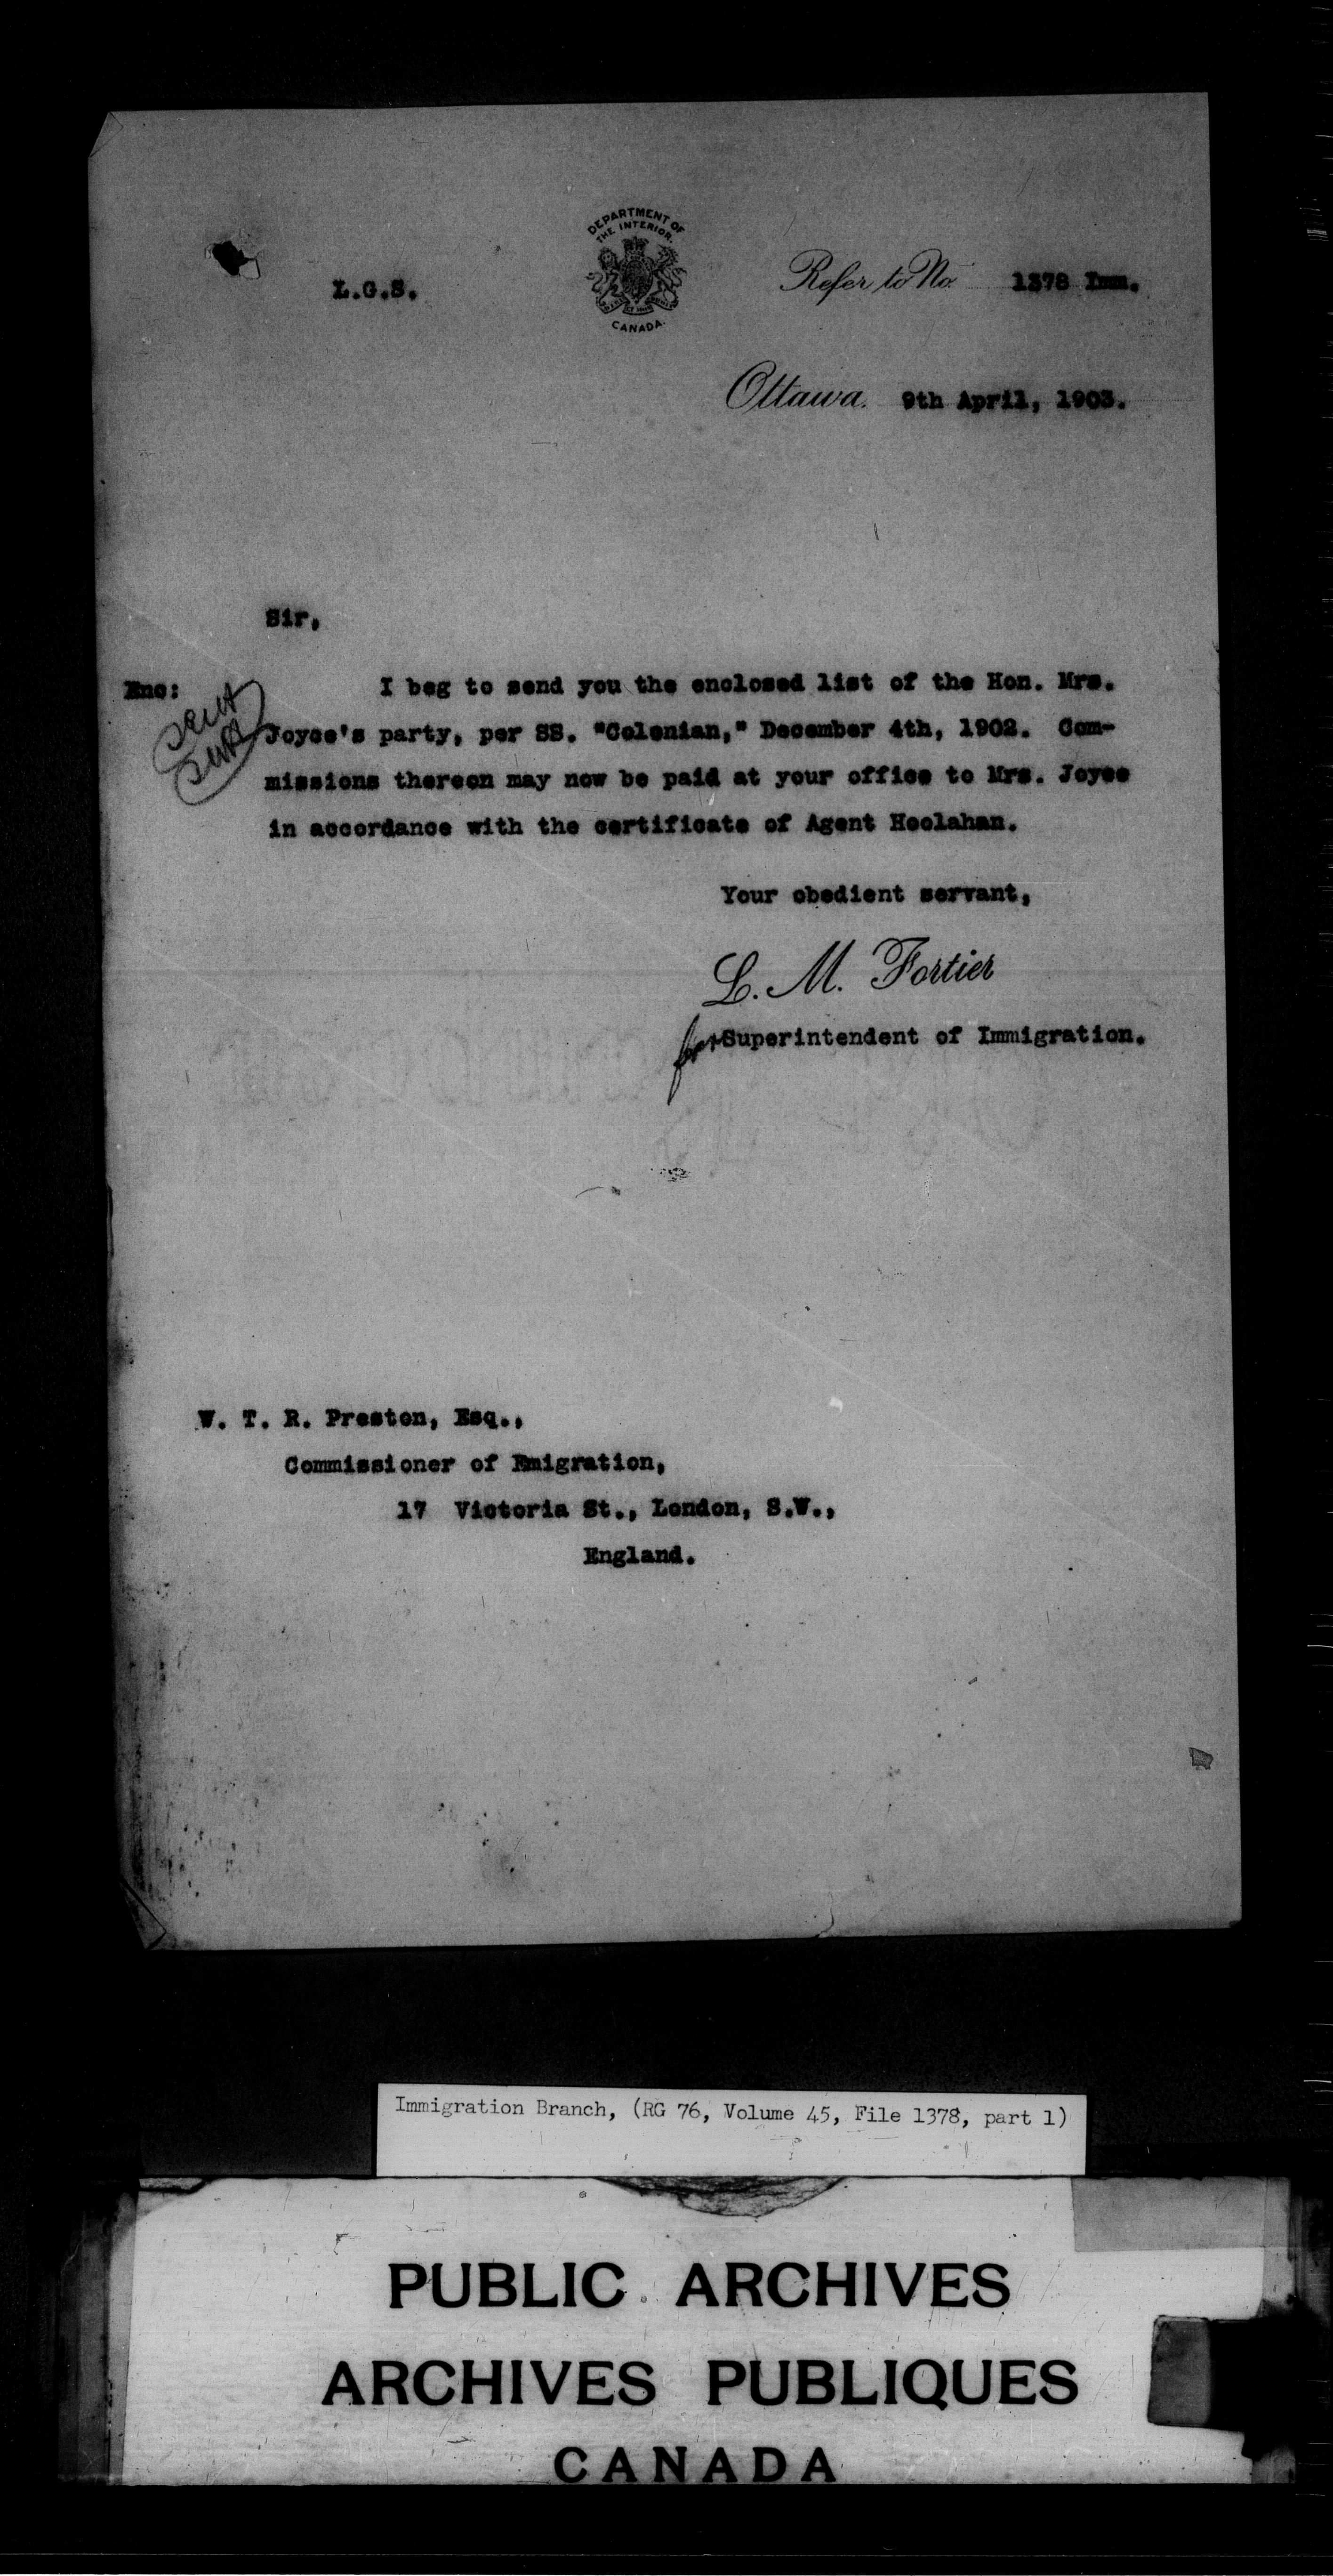 DEPARTMENT OF
THE INTERIOR.
CANADA.
L.G.S.
Refer to No. 1378 Imm.
Ottawa. 9th April, 1903.
Sir,
Enc: I beg to send you the enclosed list of the Hon. Mrs.
Sent
Joyce's party, per SS. "Colonian," December 4th, 1902. Com-
missions thereon may now be paid at your office to Mrs. Joyce
in accordance with the certificate of Agent Hoolahan.
Your obedient servant,
L. M. Fortier
for Superintendent of Immigration.
W. T. R. Preston, Esq.,
Commissioner of Emigration,
17 Victoria St., London, S.W.,
England.
Immigration Branch, (RG 76, Volume 45, File 1378, part 1)
PUBLIC ARCHIVES
ARCHIVES PUBLIQUES
CANADA